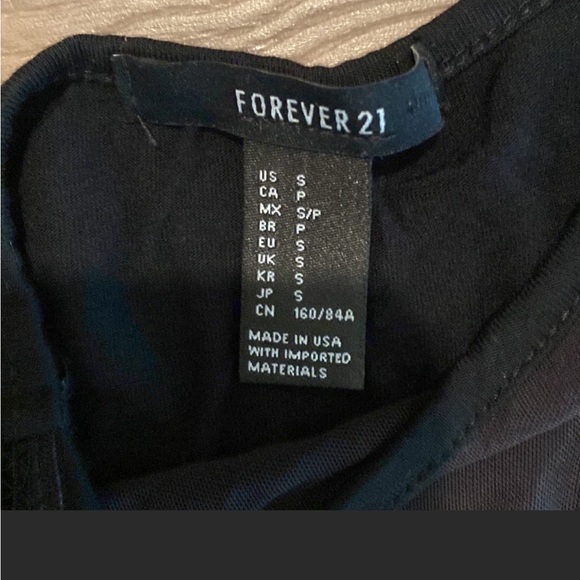 FOREVER 21
US S
CA P
MX S/P
BR P
EU S
UK S
KR S
JP S
CN 160/84A
MADE IN USA
WITH IMPORTED
MATERIALS